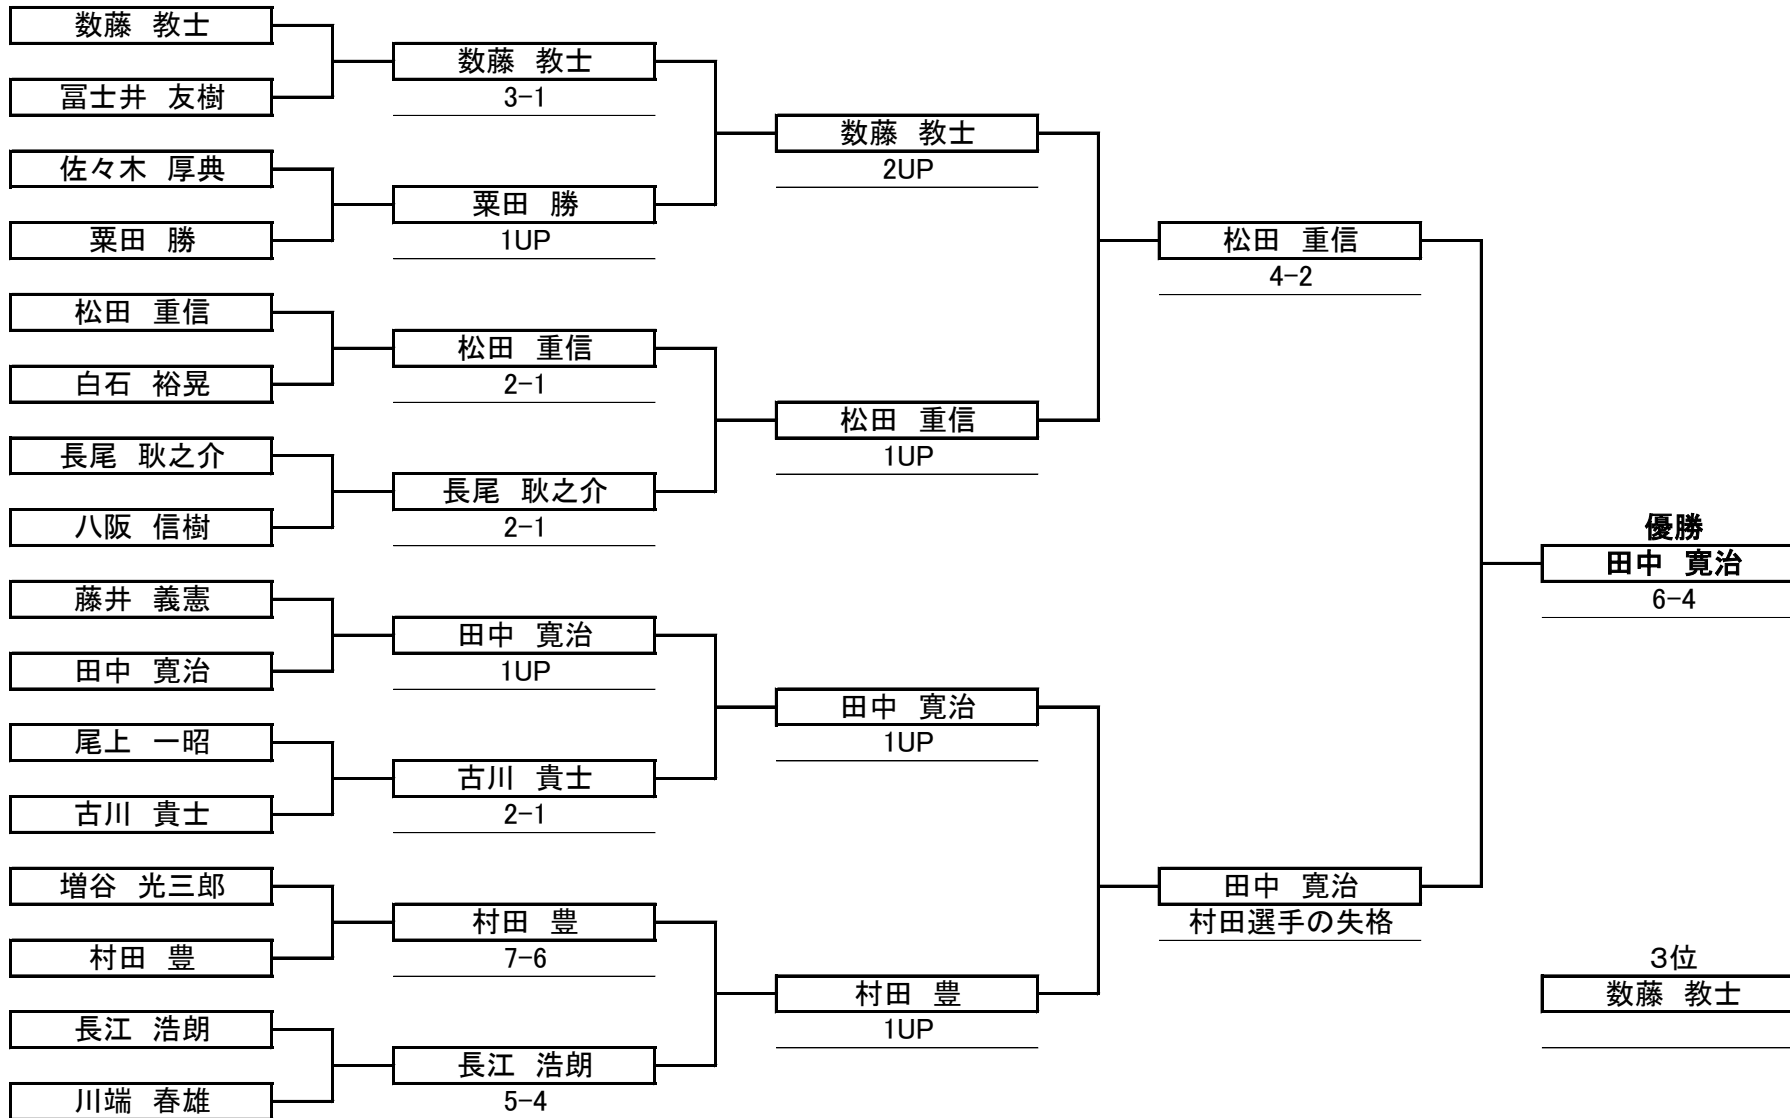 数藤　教士
冨士井　友樹
佐々木　厚典
粟田　勝
松田　重信
白石　裕晃
長尾　耿之介
八阪　信樹
藤井　義憲
田中　寛治
尾上　一昭
古川　貴士
増谷　光三郎
村田　豊
長江　浩朗
川端　春雄
数藤　教士
3-1
粟田　勝
1UP
松田　重信
2-1
長尾　耿之介
2-1
田中　寛治
1UP
古川　貴士
2-1
村田　豊
7-6
長江　浩朗
5-4
数藤　教士
2UP
松田　重信
1UP
田中　寛治
1UP
村田　豊
1UP
松田　重信
4-2
田中　寛治
村田選手の失格
優勝
田中　寛治
6-4
３位
数藤　教士